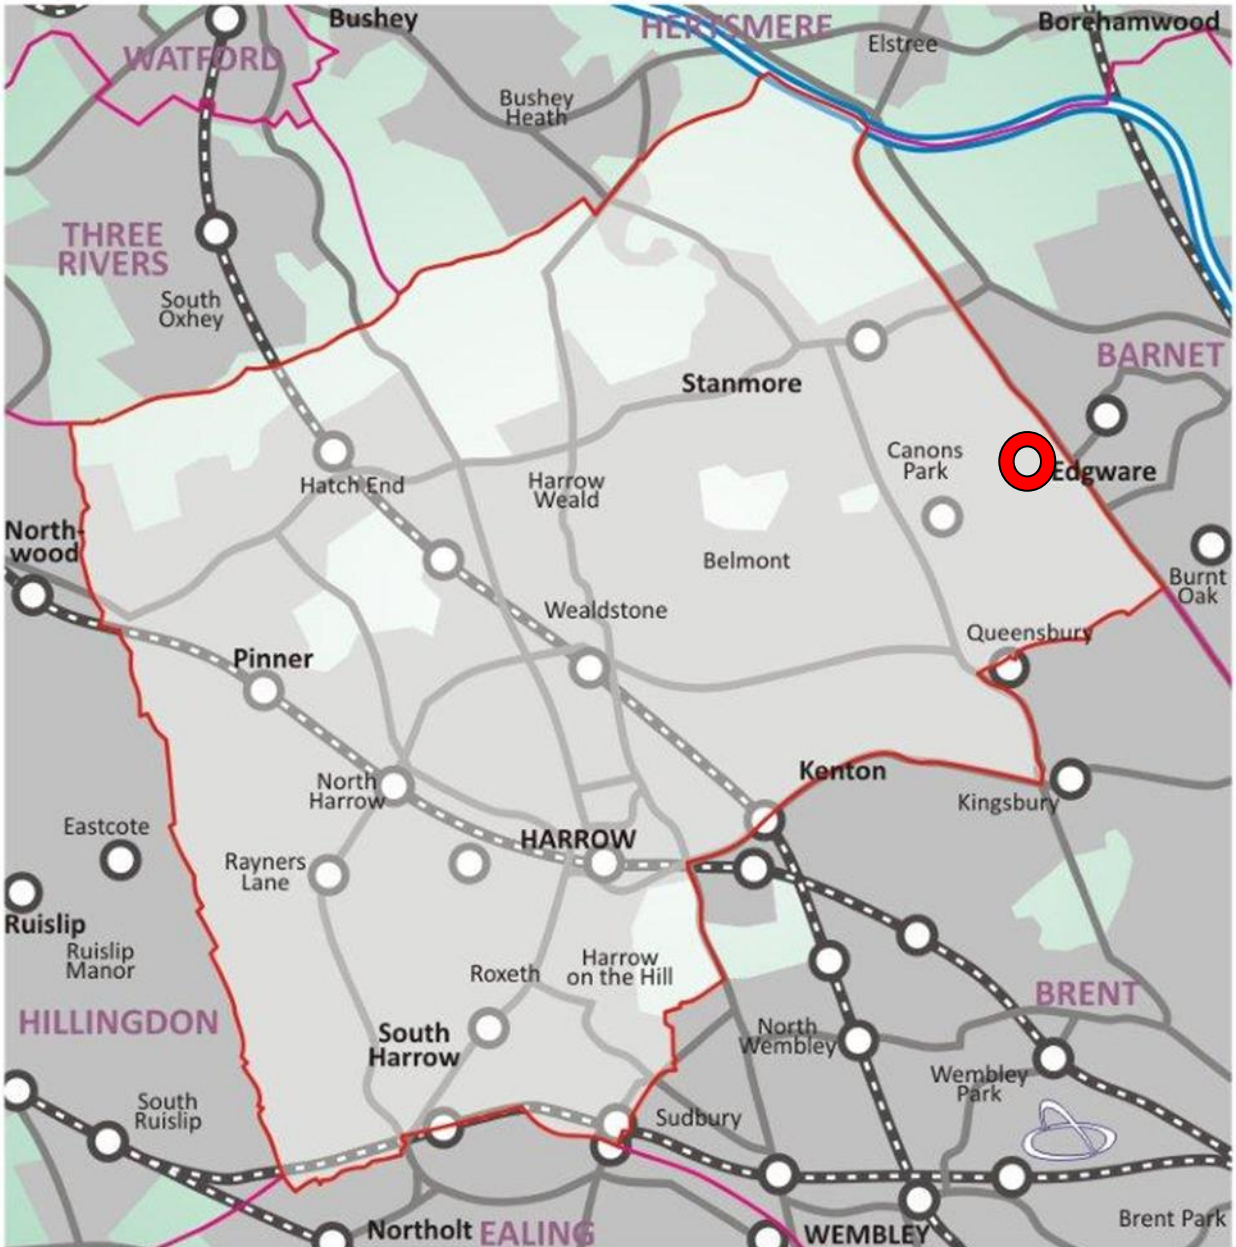 Bushey
HERTSMERE
Borehamwood
Elstree
WATFORD
Bushey
Heath
THREE
RIVERS
South
Oxhey
BARNET
Stanmore
Canons
Park
Edgware
Hatch End
Harrow
Weald
North-
wood
Belmont
Burnt
Oak
Wealdstone
Queensbury
Pinner
Kenton
North
Harrow
Kingsbury
Eastcote
HARROW
Rayners
Lane
Ruislip
Ruislip
Manor
Harrow
on the Hill
Roxeth
BRENT
HILLINGDON
South
Harrow
North
Wembley
Wembley
Park
South
Ruislip
Sudbury
Northolt
EALING
WEMBLEY
Brent Park